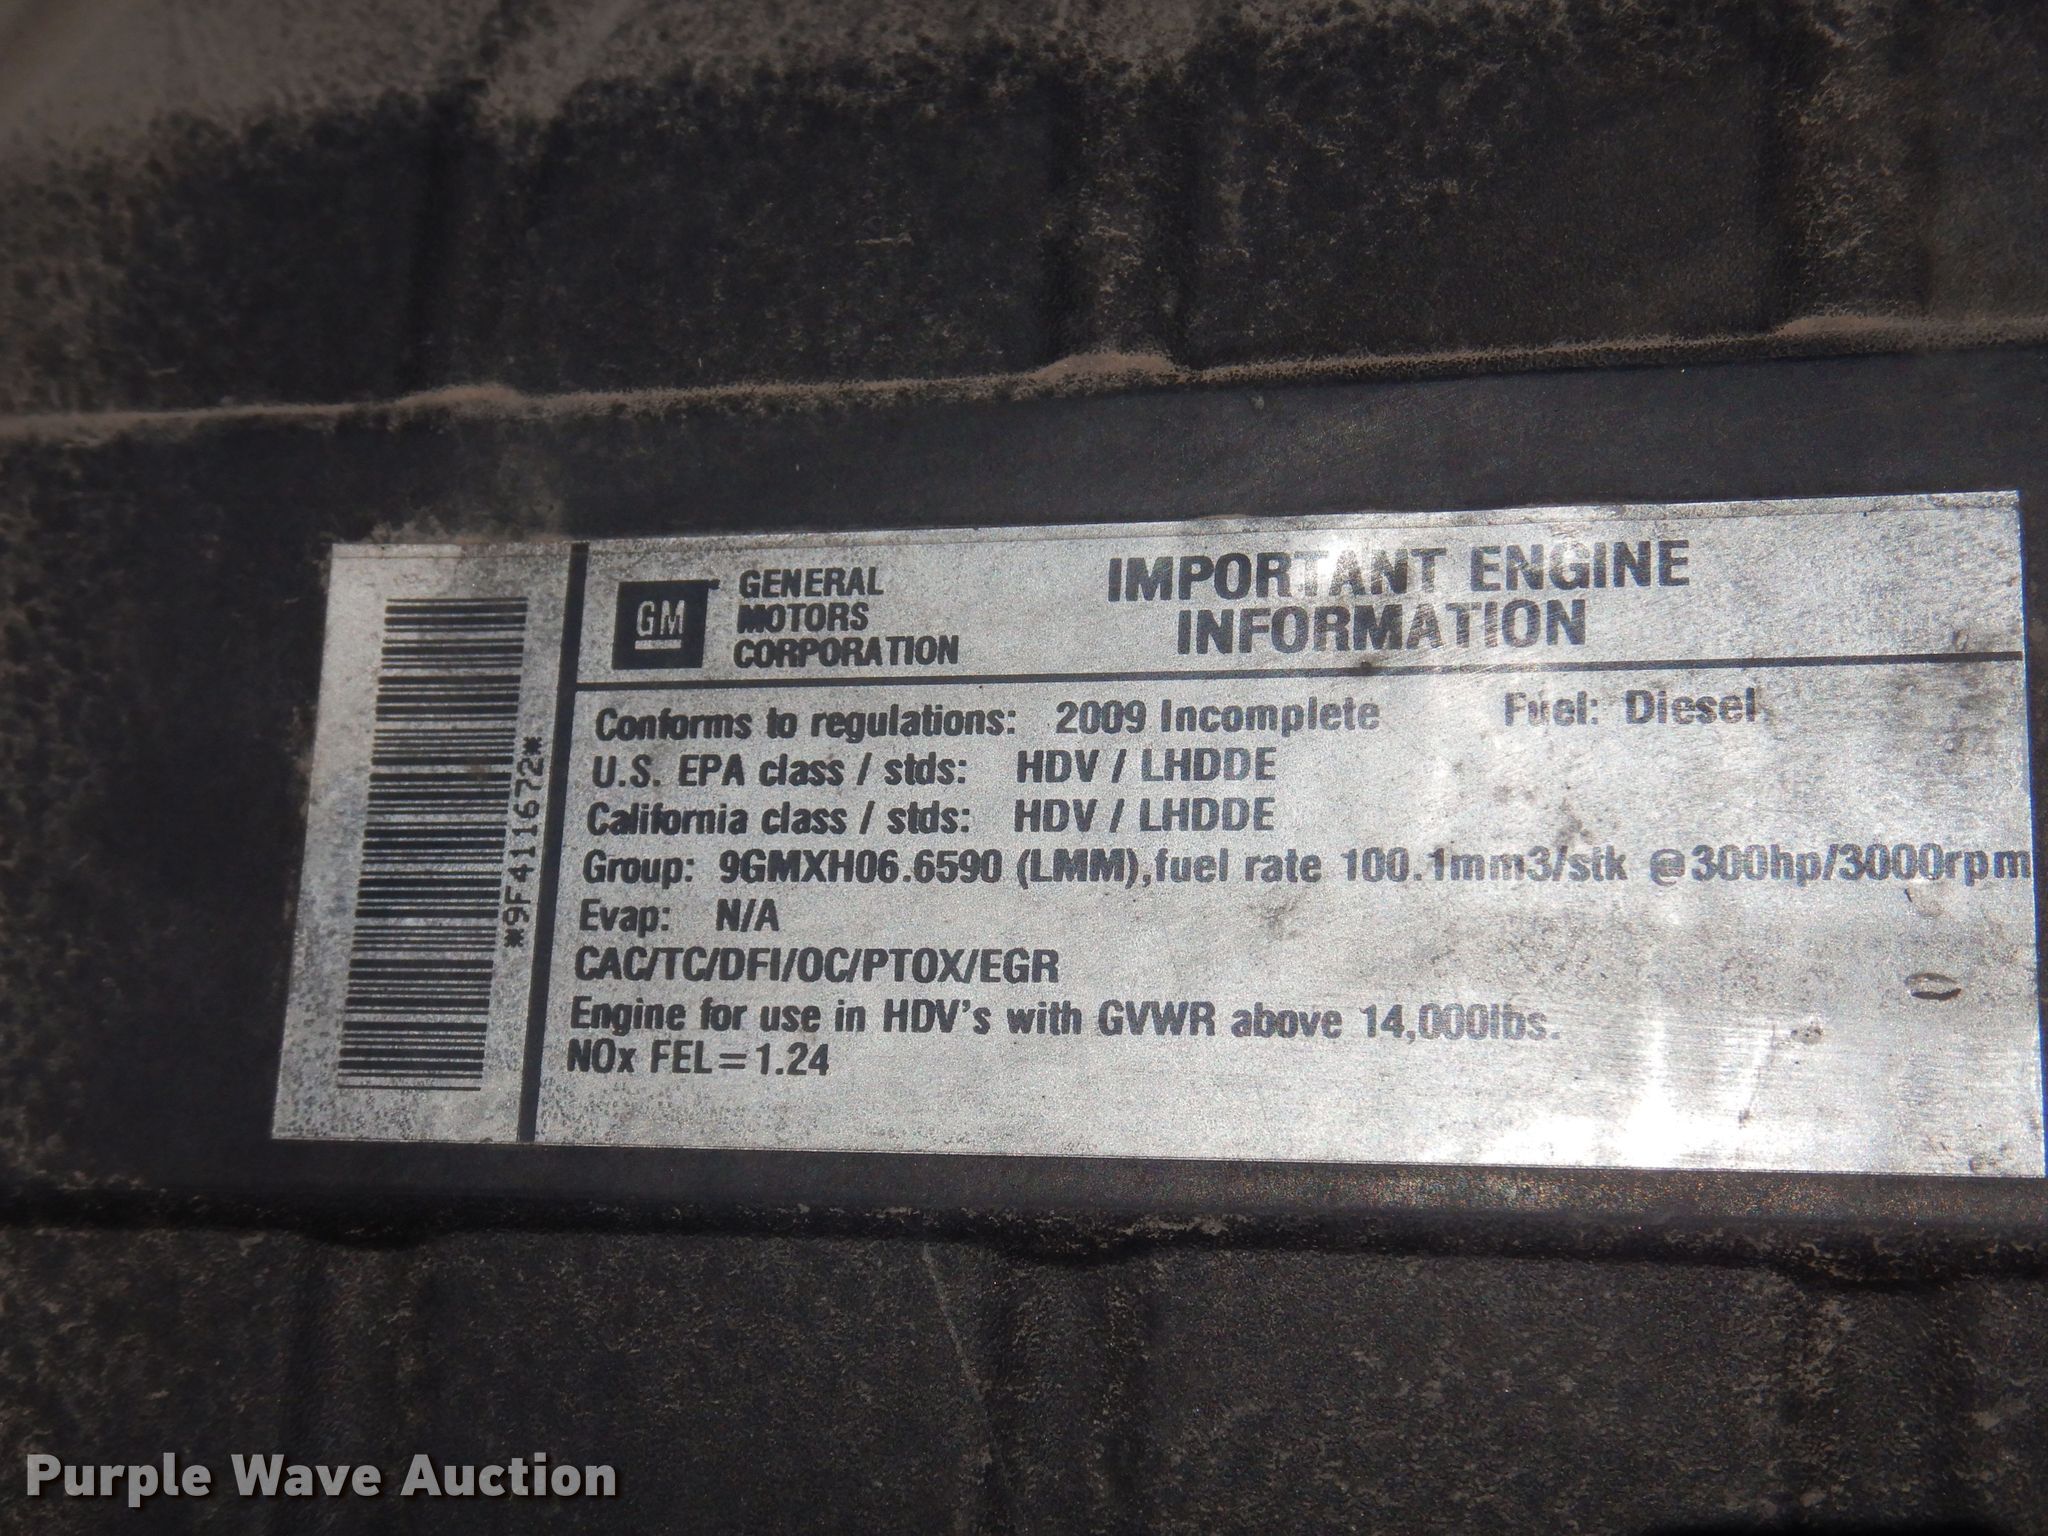 GM
GENERAL
MOTORS
CORPORATION
IMPORTANT ENGINE
INFORMATION
*9F411672*
Conforms to regulations: 2009 Incomplete Fuel: Diesel
U.S. EPA class / stds: HDV / LHDDE
California class / stds: HDV / LHDDE
Group: 9GMXH06.6590 (LMM),fuel rate 100.1mm3/stk @300hp/3000rpm
Evap: N/A
CAC/TC/DFI/OC/PTOX/EGR
Engine for use in HDV's with GVWR above 14,000lbs.
NOx FEL=1.24
Purple Wave Auction